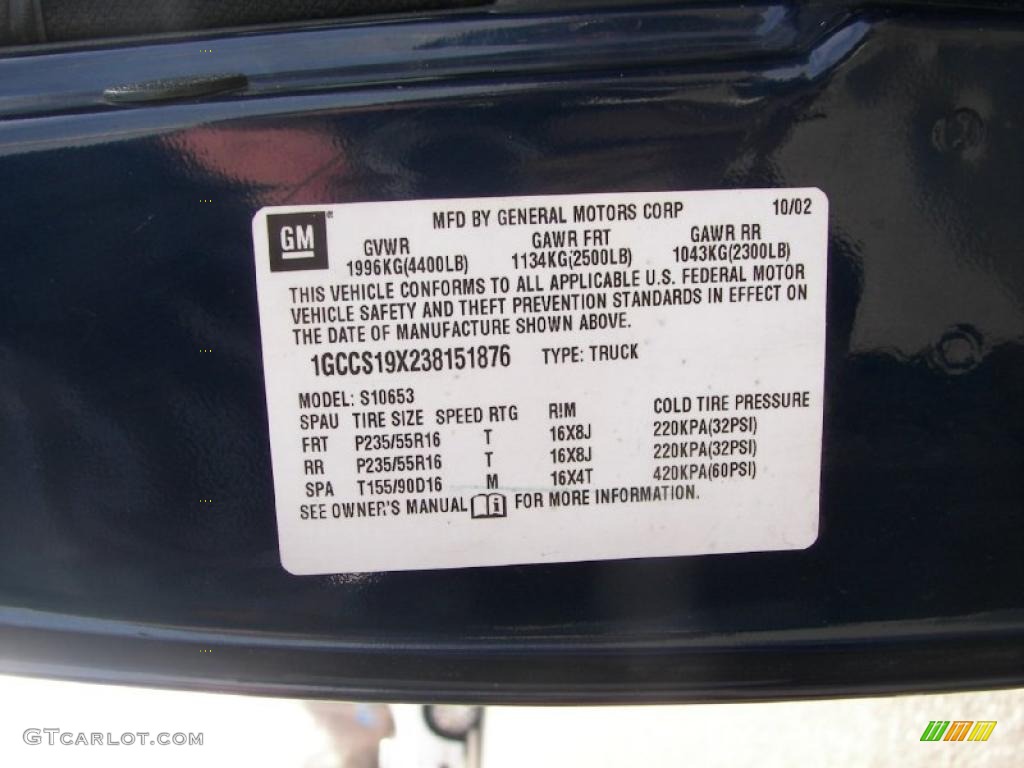 MFD BY GENERAL MOTORS CORP 10/02
GM ®
GVWR GAWR FRT GAWR RR
1996KG(4400LB) 1134KG(2500LB) 1043KG(2300LB)
THIS VEHICLE CONFORMS TO ALL APPLICABLE U.S. FEDERAL MOTOR
VEHICLE SAFETY AND THEFT PREVENTION STANDARDS IN EFFECT ON
THE DATE OF MANUFACTURE SHOWN ABOVE.
1GCCS19X238151876 TYPE: TRUCK
MODEL: S10653
SPAU TIRE SIZE SPEED RTG RIM COLD TIRE PRESSURE
FRT P235/55R16 T 16X8J 220KPA(32PSI)
RR P235/55R16 T 16X8J 220KPA(32PSI)
SPA T155/90D16 M 16X4T 420KPA(60PSI)
SEE OWNER'S MANUAL i FOR MORE INFORMATION.
GTCARLOT.COM